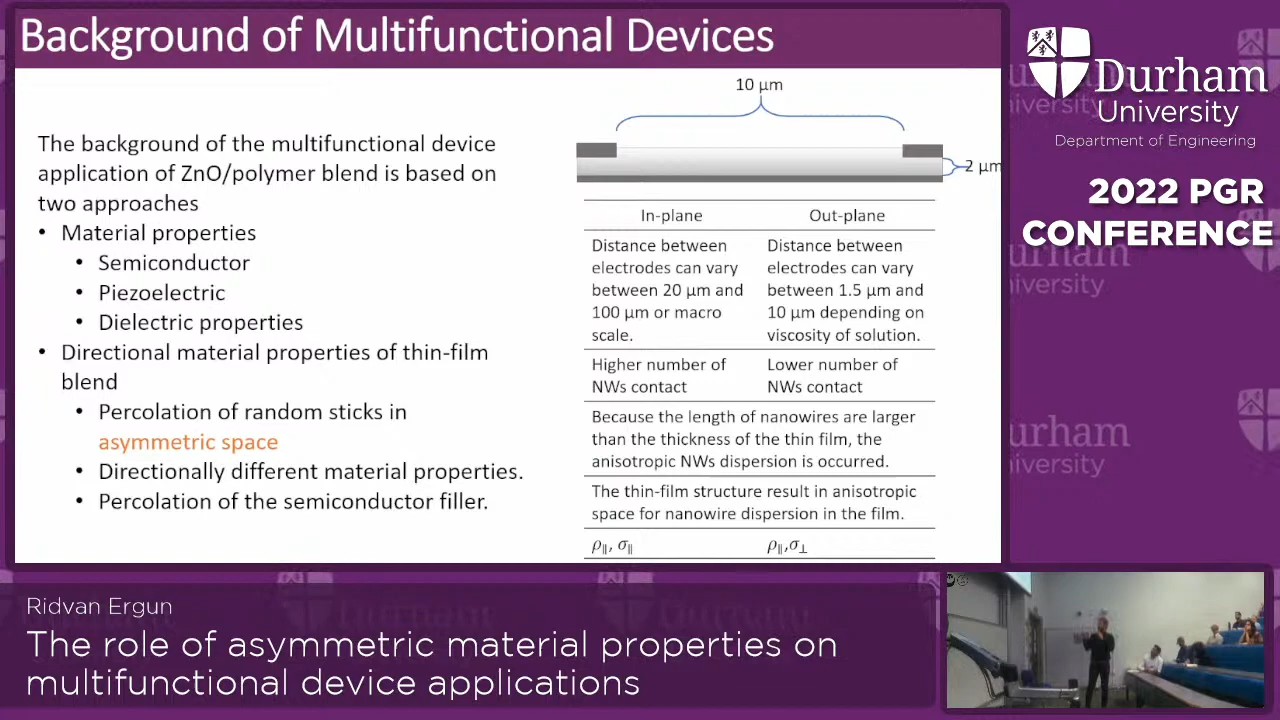 Background of Multifunctional Devices
The background of the multifunctional device
application of ZnO/polymer blend is based on
two approaches
• Material properties
• Semiconductor
• Piezoelectric
• Dielectric properties
• Directional material properties of thin-film
blend
• Percolation of random sticks in
asymmetric space
• Directionally different material properties.
• Percolation of the semiconductor filler.
10 μm
2 μm
In-plane Out-plane
Distance between
electrodes can vary
between 20 μm and
100 μm or macro
scale.
Distance between
electrodes can vary
between 1.5 μm and
10 μm depending on
viscosity of solution.
Higher number of
NWs contact
Lower number of
NWs contact
Because the length of nanowires are larger
than the thickness of the thin film, the
anisotropic NWs dispersion is occurred.
The thin-film structure result in anisotropic
space for nanowire dispersion in the film.
ρ∥, σ∥ ρ∥,σ⊥
Durham
University
Department of Engineering
2022 PGR
CONFERENCE
Ridvan Ergun
The role of asymmetric material properties on
multifunctional device applications